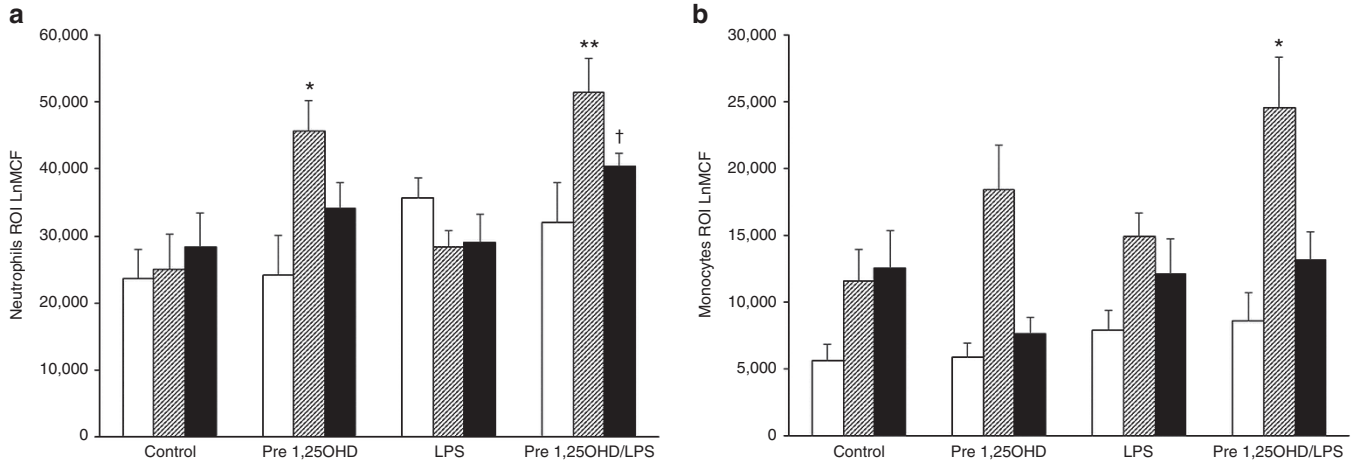 a
Neutrophils ROI LnMCF
60,000
50,000
40,000
30,000
20,000
10,000
0
*
**
†
Control
Pre 1,25OHD
LPS
Pre 1,25OHD/LPS
b
Monocytes ROI LnMCF
30,000
25,000
20,000
15,000
10,000
5,000
0
*
Control
Pre 1,25OHD
LPS
Pre 1,25OHD/LPS